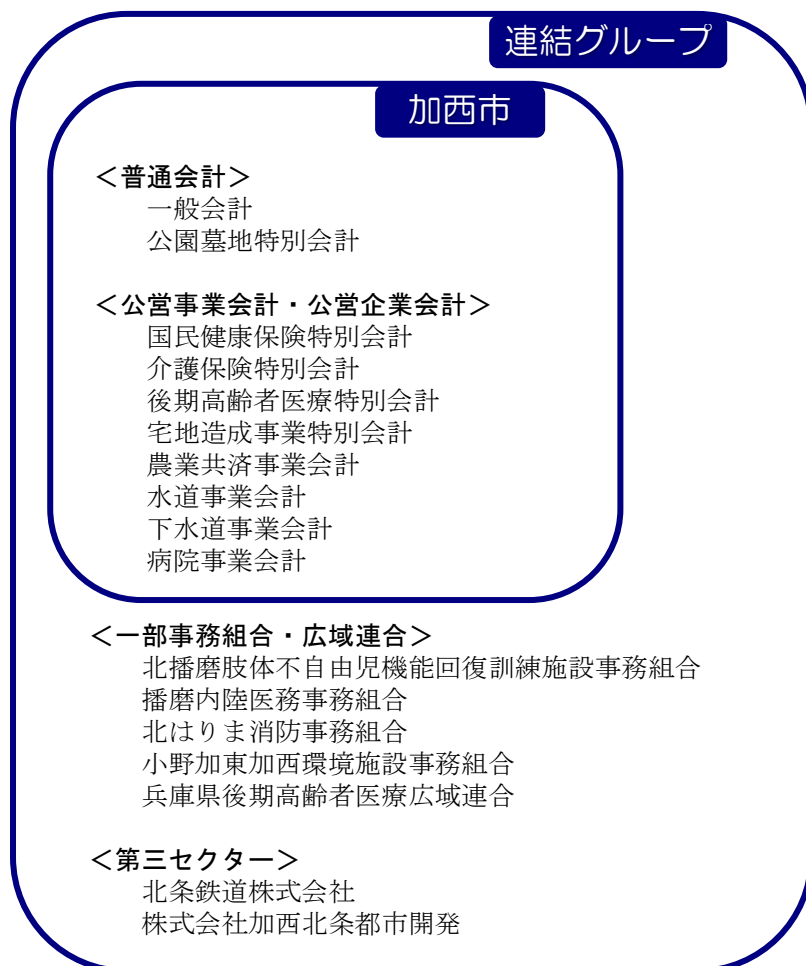 連結グループ
加西市
＜普通会計＞
一般会計
公園墓地特別会計
＜公営事業会計・公営企業会計＞
国民健康保険特別会計
介護保険特別会計
後期高齢者医療特別会計
宅地造成事業特別会計
農業共済事業会計
水道事業会計
下水道事業会計
病院事業会計
＜一部事務組合・広域連合＞
北播磨肢体不自由児機能回復訓練施設事務組合
播磨内陸医務事務組合
北はりま消防事務組合
小野加東加西環境施設事務組合
兵庫県後期高齢者医療広域連合
＜第三セクター＞
北条鉄道株式会社
株式会社加西北条都市開発